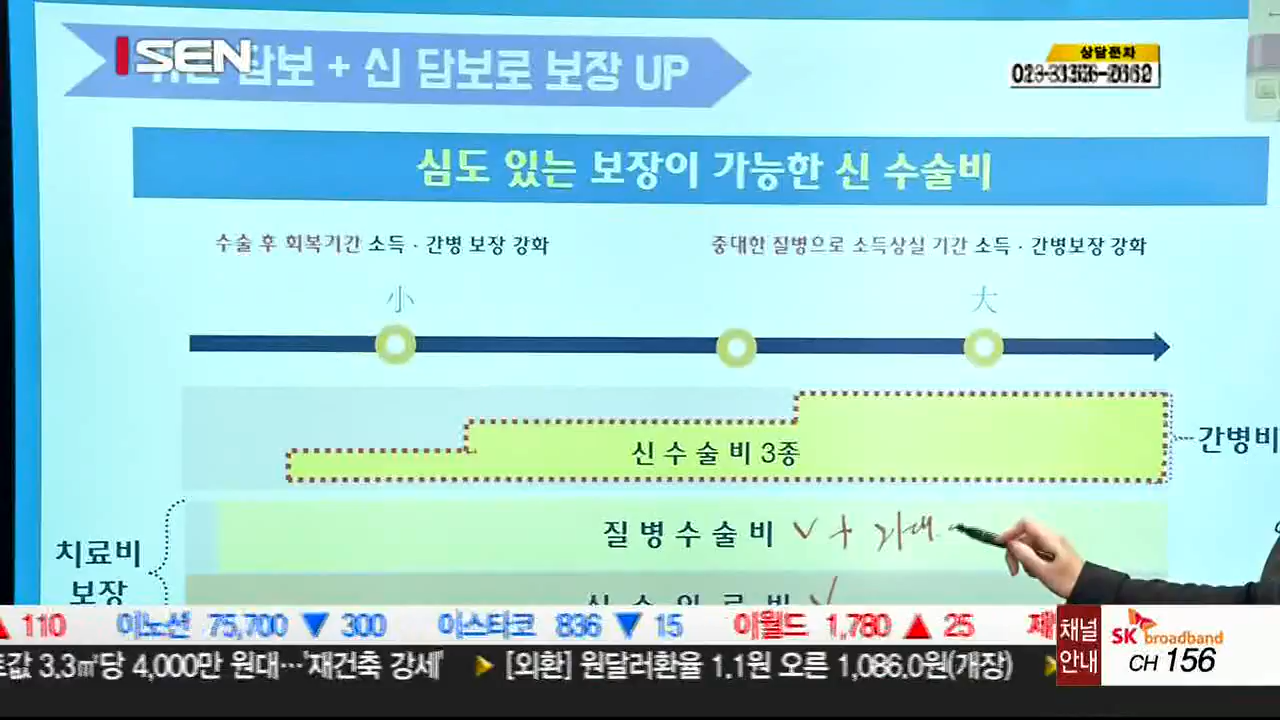 SEN
담보 + 신 담보로 보장 UP
상담문자
심도 있는 보장이 가능한 신 수술비
수술 후 회복기간 소득 · 간병 보장 강화
중대한 질병으로 소득상실 기간 소득 · 간병보장 강화
小
大
신 수 술 비 3종
간병비
질 병 수 술 비 V +
치료비
보장
▲ 110 이노션 75,700 ▼ 300 이스타코 836 ▼ 15 이월드 1,780 ▲ 25
채널
안내
SK broadband
CH 156
3.3㎡당 4,000만 원대…'재건축 강세' ▶ [외환] 원달러환율 1.1원 오른 1,086.0원(개장)